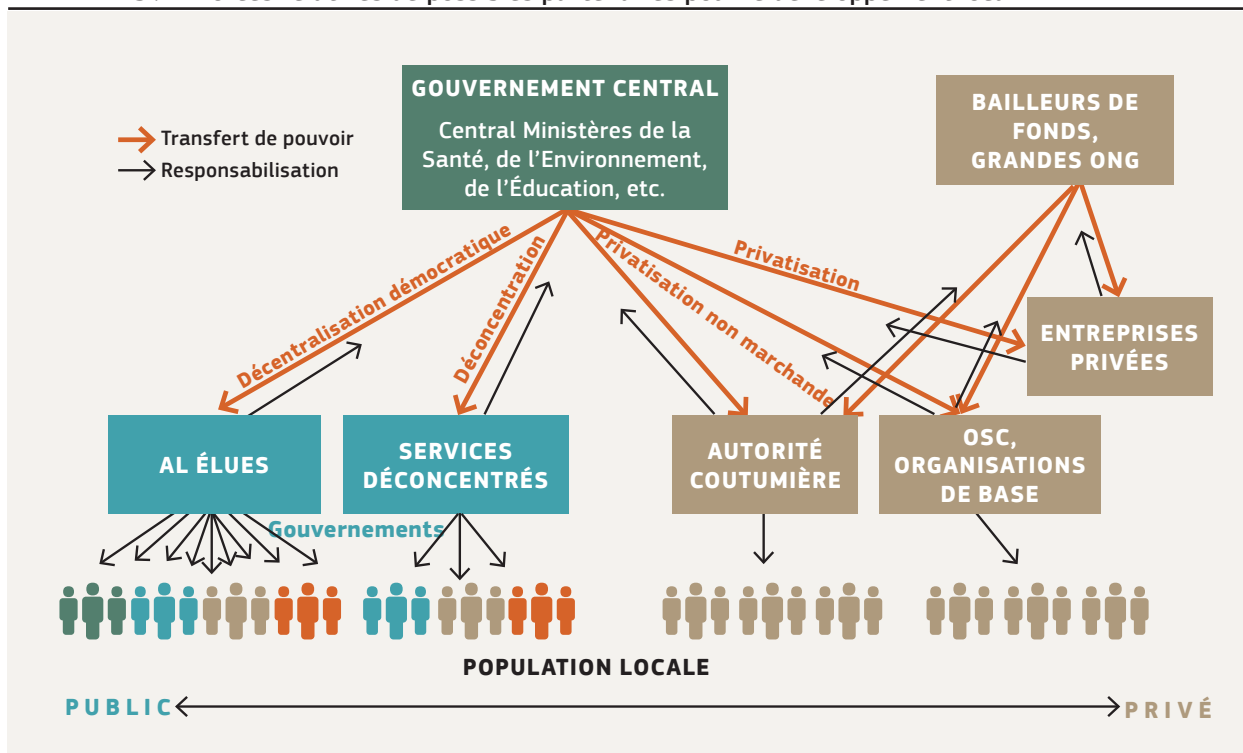 GOUVERNEMENT CENTRAL
Central Ministères de la
Santé, de l'Environnement,
de l'Éducation, etc.
BAILLEURS DE
FONDS,
GRANDES ONG
Transfert de pouvoir
Responsabilisation
Décentralisation démocratique
Déconcentration
Privatisation non marchande
Privatisation
ENTREPRISES
PRIVÉES
AL ÉLUES
SERVICES
DÉCONCENTRÉS
AUTORITÉ
COUTUMIÈRE
OSC,
ORGANISATIONS
DE BASE
Gouvernements
POPULATION LOCALE
PUBLIC
PRIVÉ